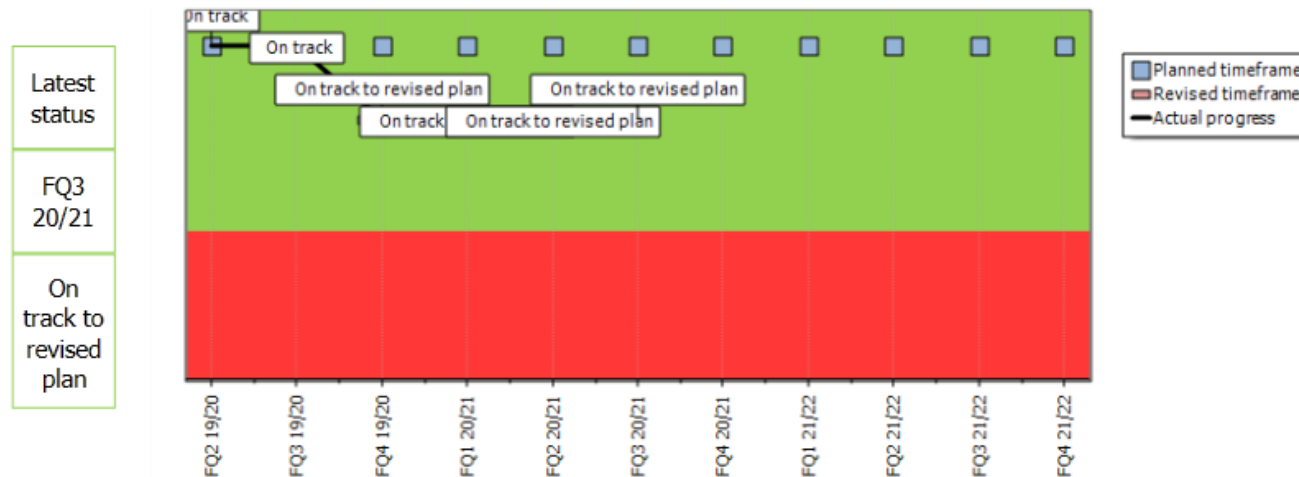 Latest
status
FQ3
20/21
On
track to
revised
plan
On track
On track
On track to revised plan
On track to revised plan
On track
On track to revised plan
FQ2 19/20
FQ3 19/20
FQ4 19/20
FQ1 20/21
FQ2 20/21
FQ3 20/21
FQ4 20/21
FQ1 21/22
FQ2 21/22
FQ3 21/22
FQ4 21/22
Planned timeframe
Revised timeframe
Actual progress